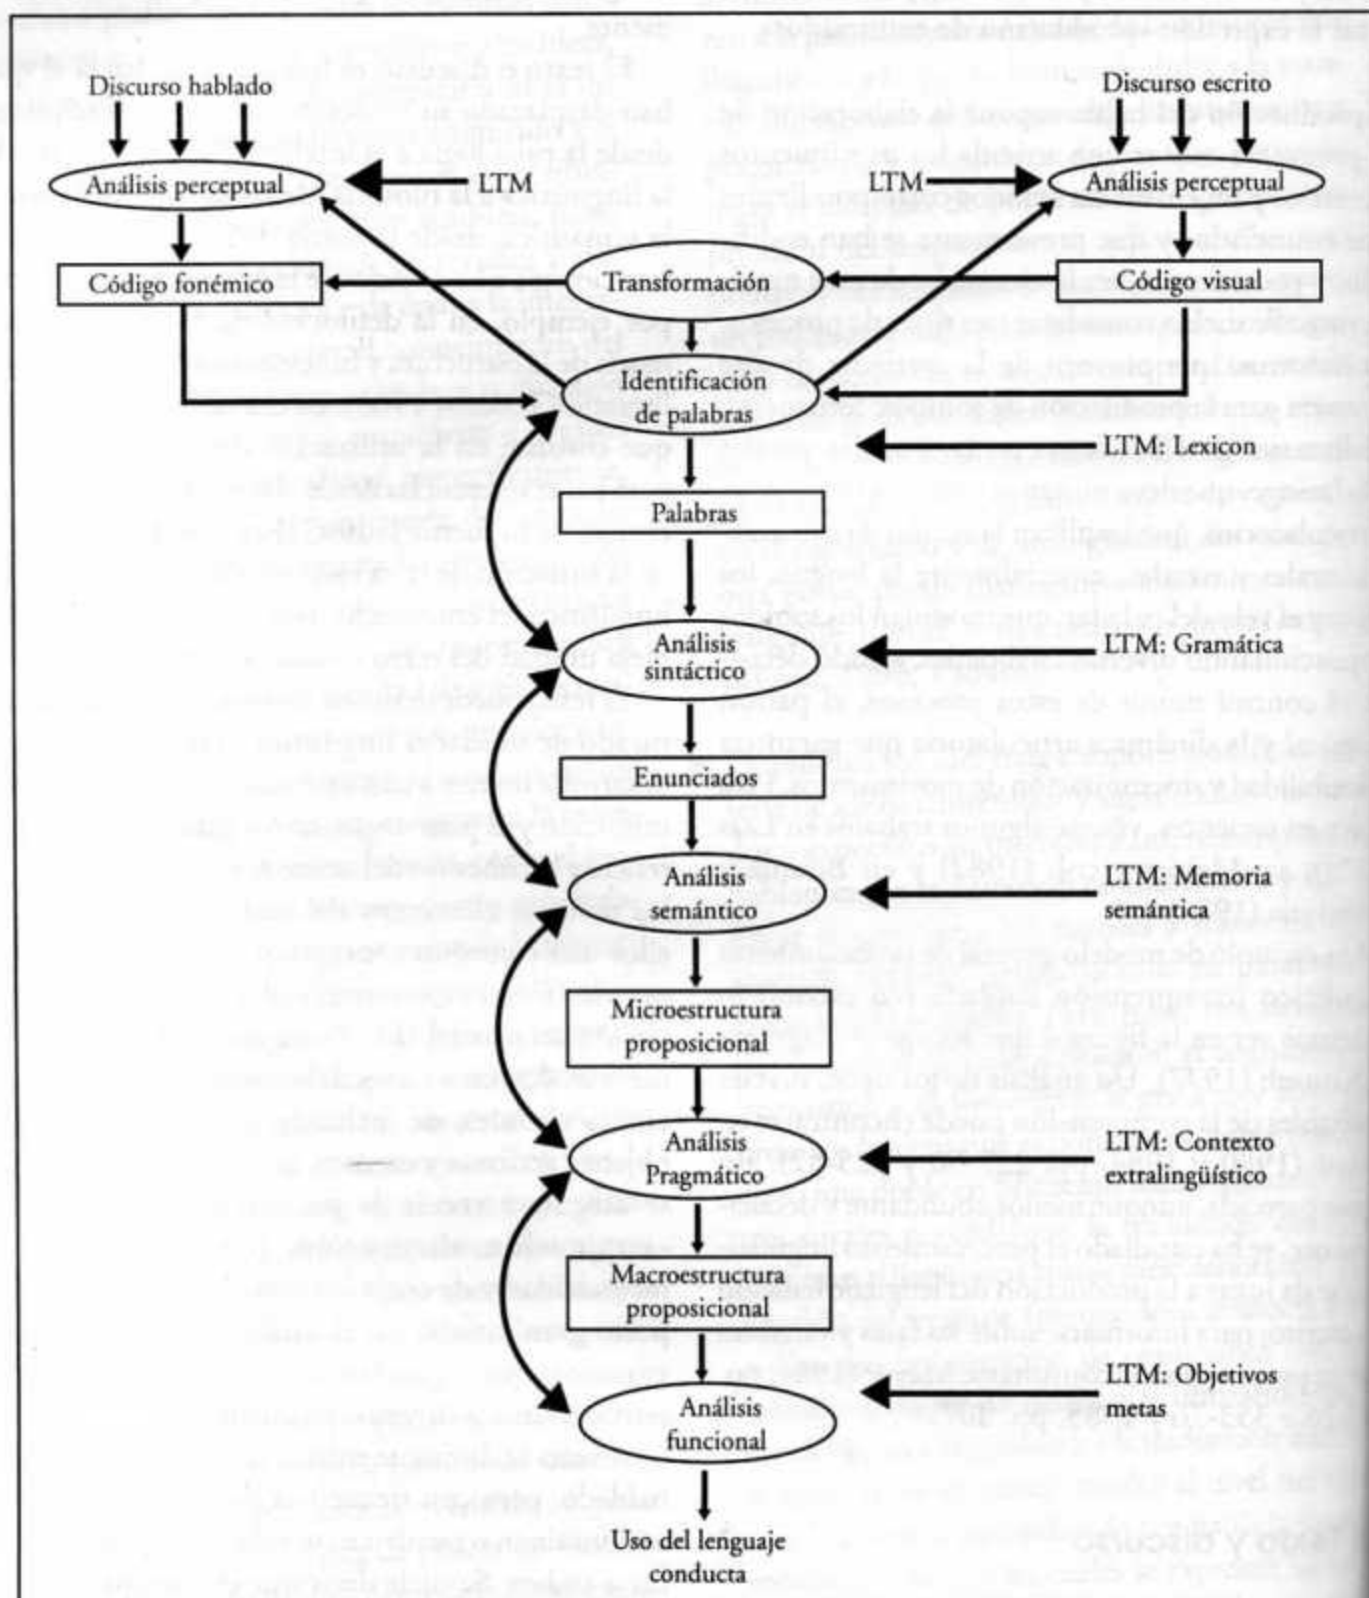 Discurso hablado
Discurso escrito
Análisis perceptual
LTM
LTM
Análisis perceptual
Código fonémico
Transformación
Código visual
Identificación
de palabras
LTM: Lexicon
Palabras
Análisis
sintáctico
LTM: Gramática
Enunciados
Análisis
semántico
LTM: Memoria
semántica
Microestructura
proposicional
Análisis
Pragmático
LTM: Contexto
extralingüístico
Macroestructura
proposicional
LTM: Objetivos
metas
Análisis
funcional
Uso del lenguaje
conducta